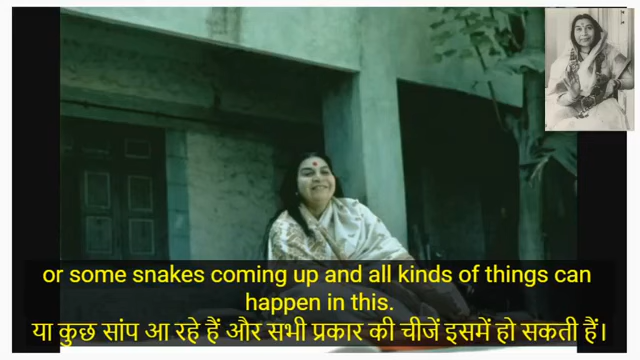 or some snakes coming up and all kinds of things can
happen in this.
या कुछ सांप आ रहे हैं और सभी प्रकार की चीजें इसमें हो सकती हैं।